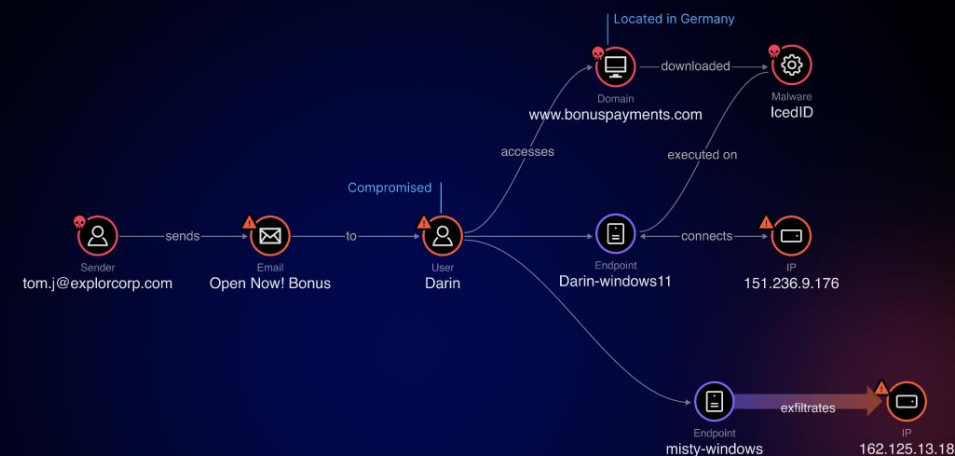 Located in Germany
downloaded
Domain
www.bonuspayments.com
Malware
IcedID
accesses
executed on
Compromised
sends
to
connects
Sender
tom.j@explorcorp.com
Email
Open Now! Bonus
User
Darin
Endpoint
Darin-windows11
IP
151.236.9.176
exfiltrates
Endpoint
misty-windows
IP
162.125.13.18